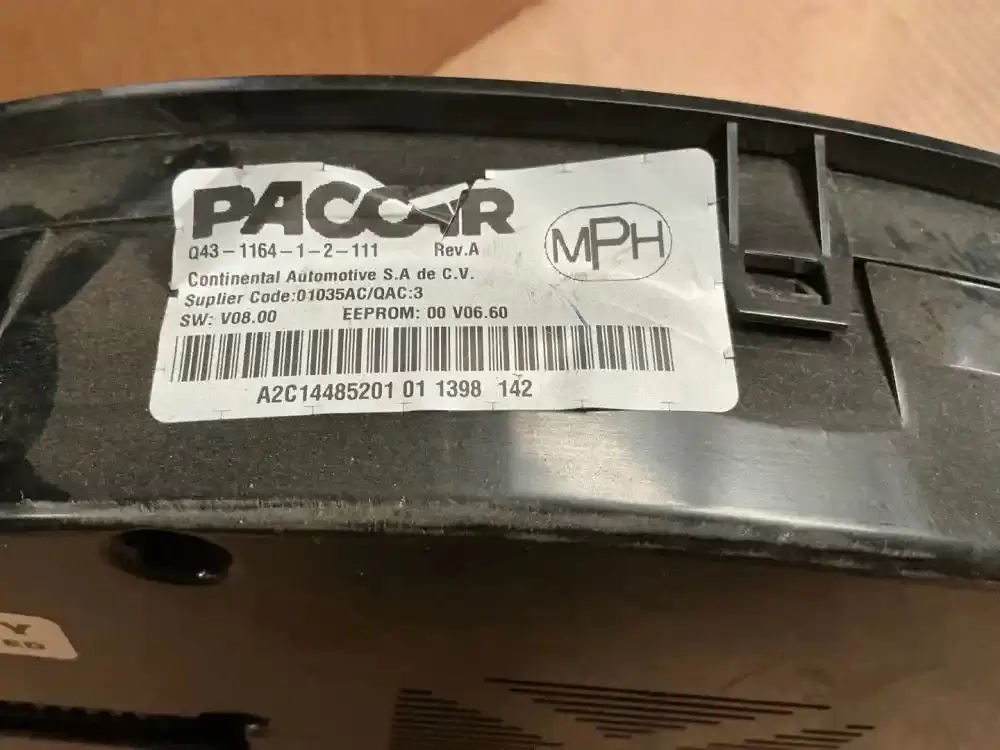 PACCAR
Q43-1164-1-2-111 Rev.A
MPH
Continental Automotive S.A de C.V.
Suplier Code:01035AC/QAC:3
SW: V08.00 EEPROM: 00 V06.60
A2C14485201 01 1398 142